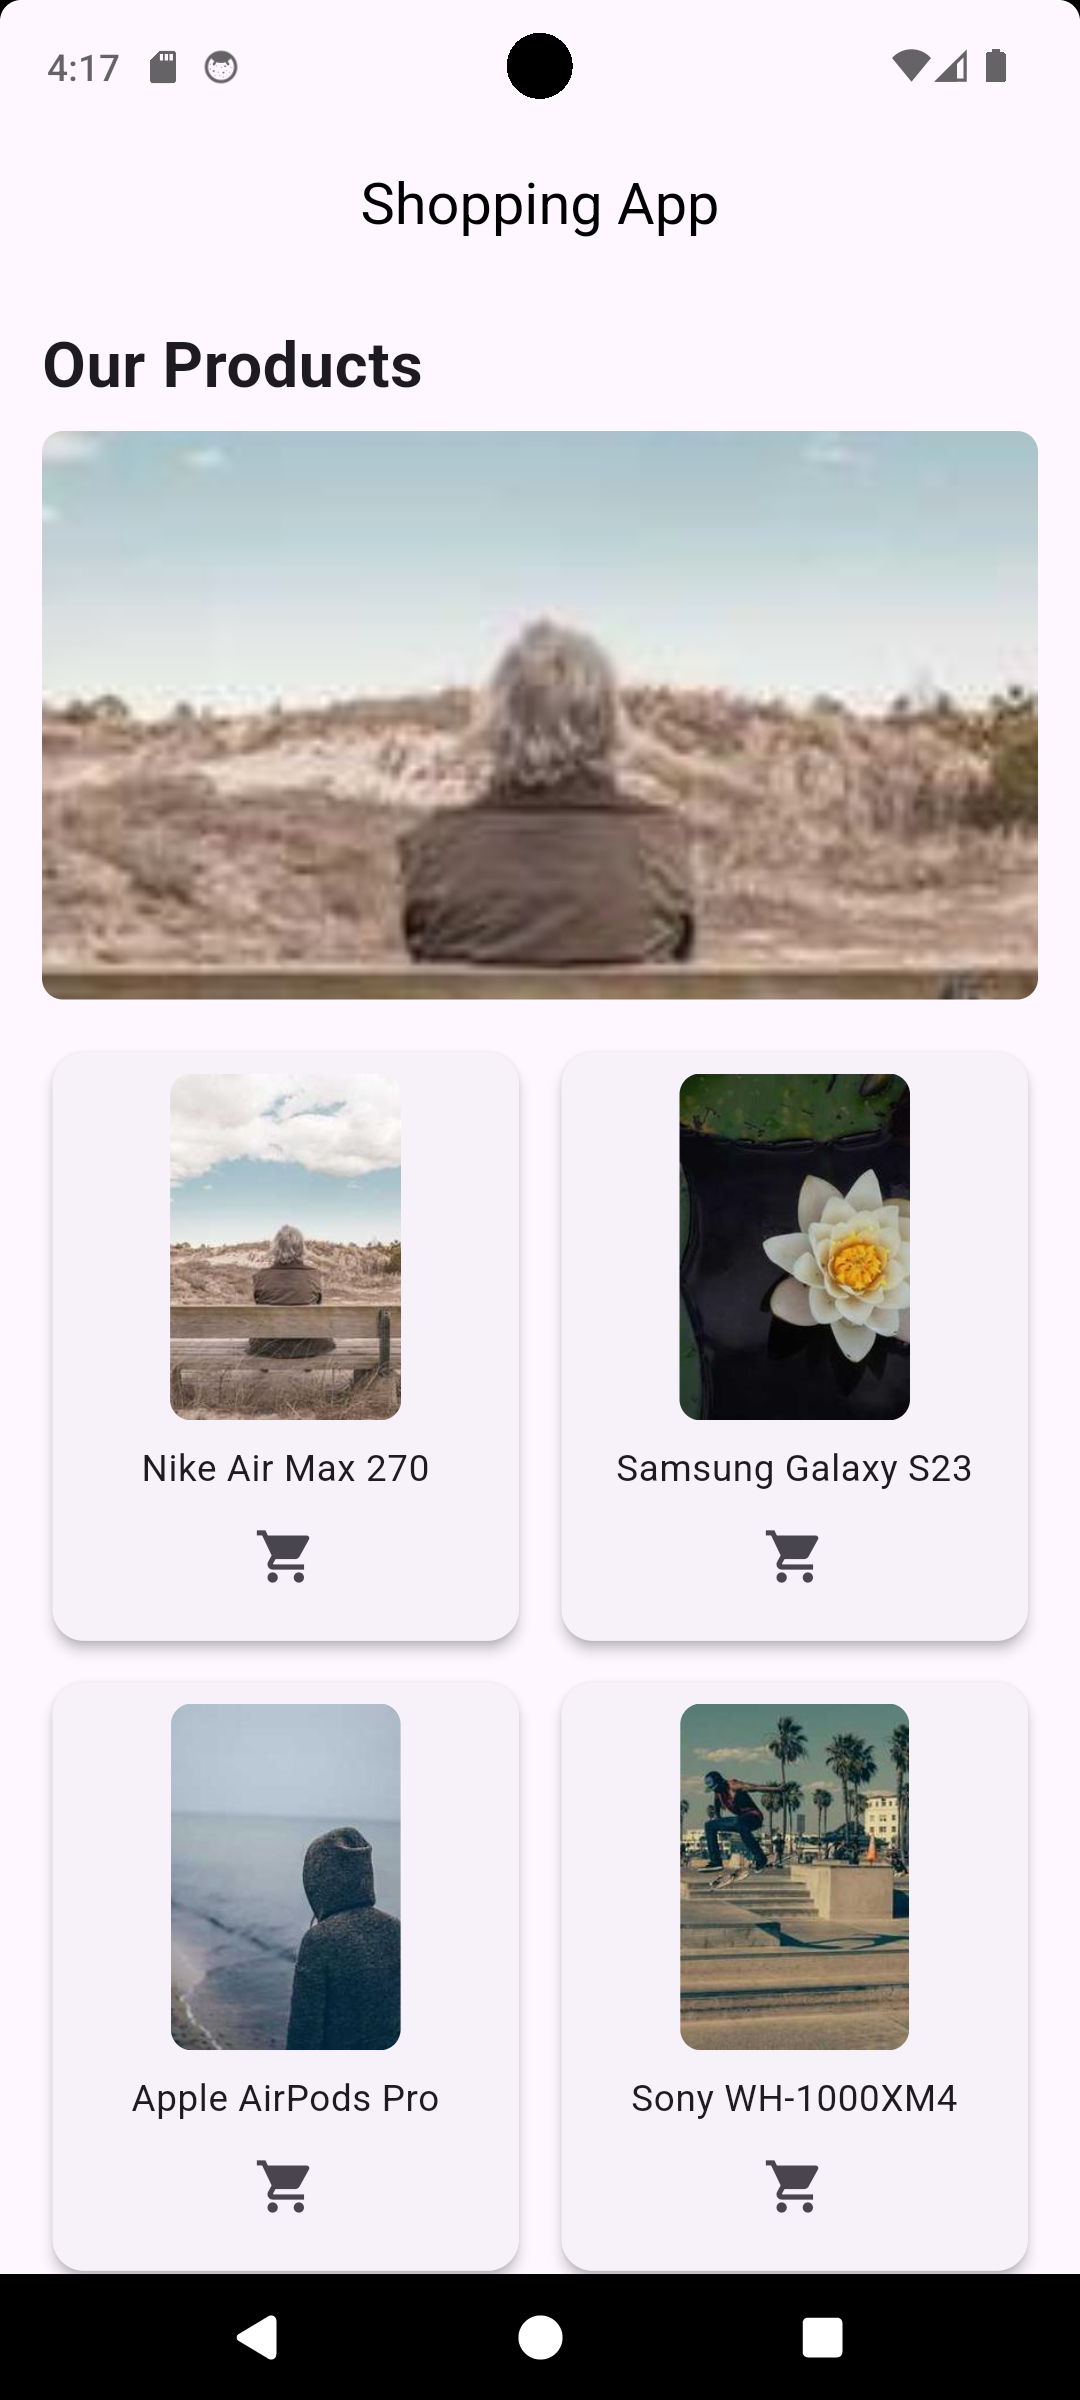 4:17
Shopping App
Our Products
Nike Air Max 270
Samsung Galaxy S23
Apple AirPods Pro
Sony WH-1000XM4